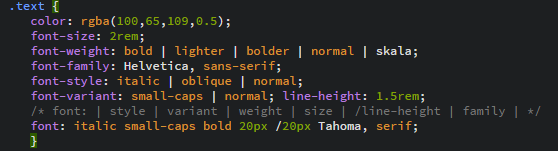 .text {
color: rgba(100,65,109,0.5);
font-size: 2rem;
font-weight: bold | lighter | bolder | normal | skala;
font-family: Helvetica, sans-serif;
font-style: italic | oblique | normal;
font-variant: small-caps | normal; line-height: 1.5rem;
/* font: | style | variant | weight | size | /line-height | family | */
font: italic small-caps bold 20px /20px Tahoma, serif;
}